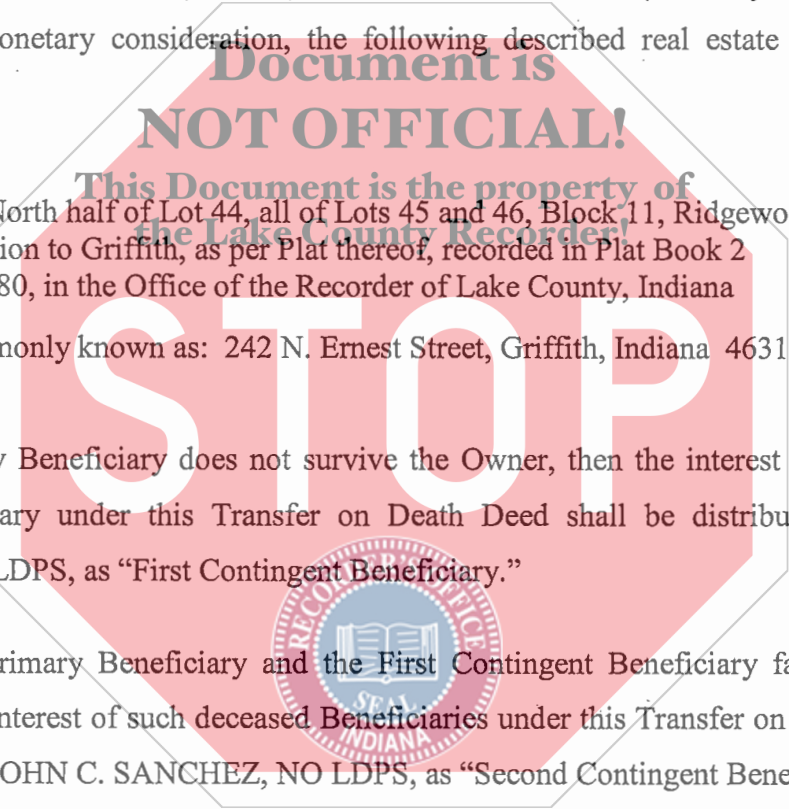 onetary consideration, the following described real estate
Document is
NOT OFFICIAL!
This Document is the property of
the Lake County Recorder!
North half of Lot 44, all of Lots 45 and 46, Block 11, Ridgewo
ion to Griffith, as per Plat thereof, recorded in Plat Book 2
80, in the Office of the Recorder of Lake County, Indiana
monly known as: 242 N. Ernest Street, Griffith, Indiana 4631
STOP
y Beneficiary does not survive the Owner, then the interest
ary under this Transfer on Death Deed shall be distribu
LDPS, as “First Contingent Beneficiary.”
RECORDER'S OFFICE
SEAL
INDIANA
rimary Beneficiary and the First Contingent Beneficiary fa
nterest of such deceased Beneficiaries under this Transfer on
OHN C. SANCHEZ, NO LDPS, as “Second Contingent Bene